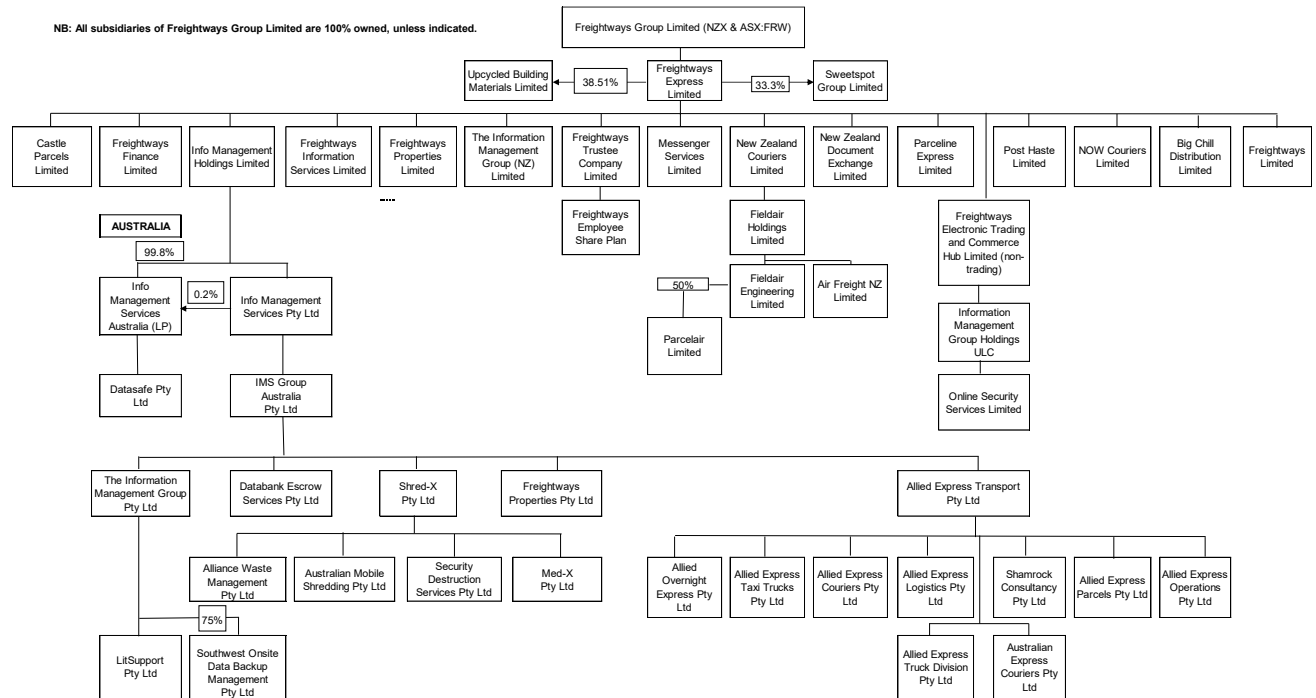 NB: All subsidiaries of Freightways Group Limited are 100% owned, unless indicated.
Freightways Group Limited (NZX & ASX:FRW)
Upcycled Building
Materials Limited
38.51%
Freightways
Express
Limited
33.3%
Sweetspot
Group Limited
Castle
Parcels
Limited
Freightways
Finance
Limited
Info Management
Holdings Limited
Freightways
Information
Services Limited
Freightways
Properties
Limited
The Information
Management
Group (NZ)
Limited
Freightways
Trustee
Company
Limited
Messenger
Services
Limited
New Zealand
Couriers
Limited
New Zealand
Document
Exchange
Limited
Parceline
Express
Limited
Post Haste
Limited
NOW Couriers
Limited
Big Chill
Distribution
Limited
Freightways
Limited
AUSTRALIA
Freightways
Employee
Share Plan
Fieldair
Holdings
Limited
Freightways
Electronic Trading
and Commerce
Hub Limited (non-
trading)
99.8%
Info
Management
Services
Australia (LP)
0.2%
Info Management
Services Pty Ltd
50%
Fieldair
Engineering
Limited
Air Freight NZ
Limited
Parcelair
Limited
Information
Management
Group Holdings
ULC
Datasafe Pty
Ltd
IMS Group
Australia
Pty Ltd
Online Security
Services Limited
The Information
Management Group
Pty Ltd
Databank Escrow
Services Pty Ltd
Shred-X
Pty Ltd
Freightways
Properties Pty Ltd
Allied Express Transport
Pty Ltd
Alliance Waste
Management
Pty Ltd
Australian Mobile
Shredding Pty Ltd
Security
Destruction
Services Pty Ltd
Med-X
Pty Ltd
Allied
Overnight
Express Pty
Ltd
Allied Express
Taxi Trucks
Pty Ltd
Allied Express
Couriers Pty
Ltd
Allied Express
Logistics Pty
Ltd
Shamrock
Consultancy
Pty Ltd
Allied Express
Parcels Pty Ltd
Allied Express
Operations
Pty Ltd
75%
LitSupport
Pty Ltd
Southwest Onsite
Data Backup
Management
Pty Ltd
Allied Express
Truck Division
Pty Ltd
Australian
Express
Couriers Pty
Ltd